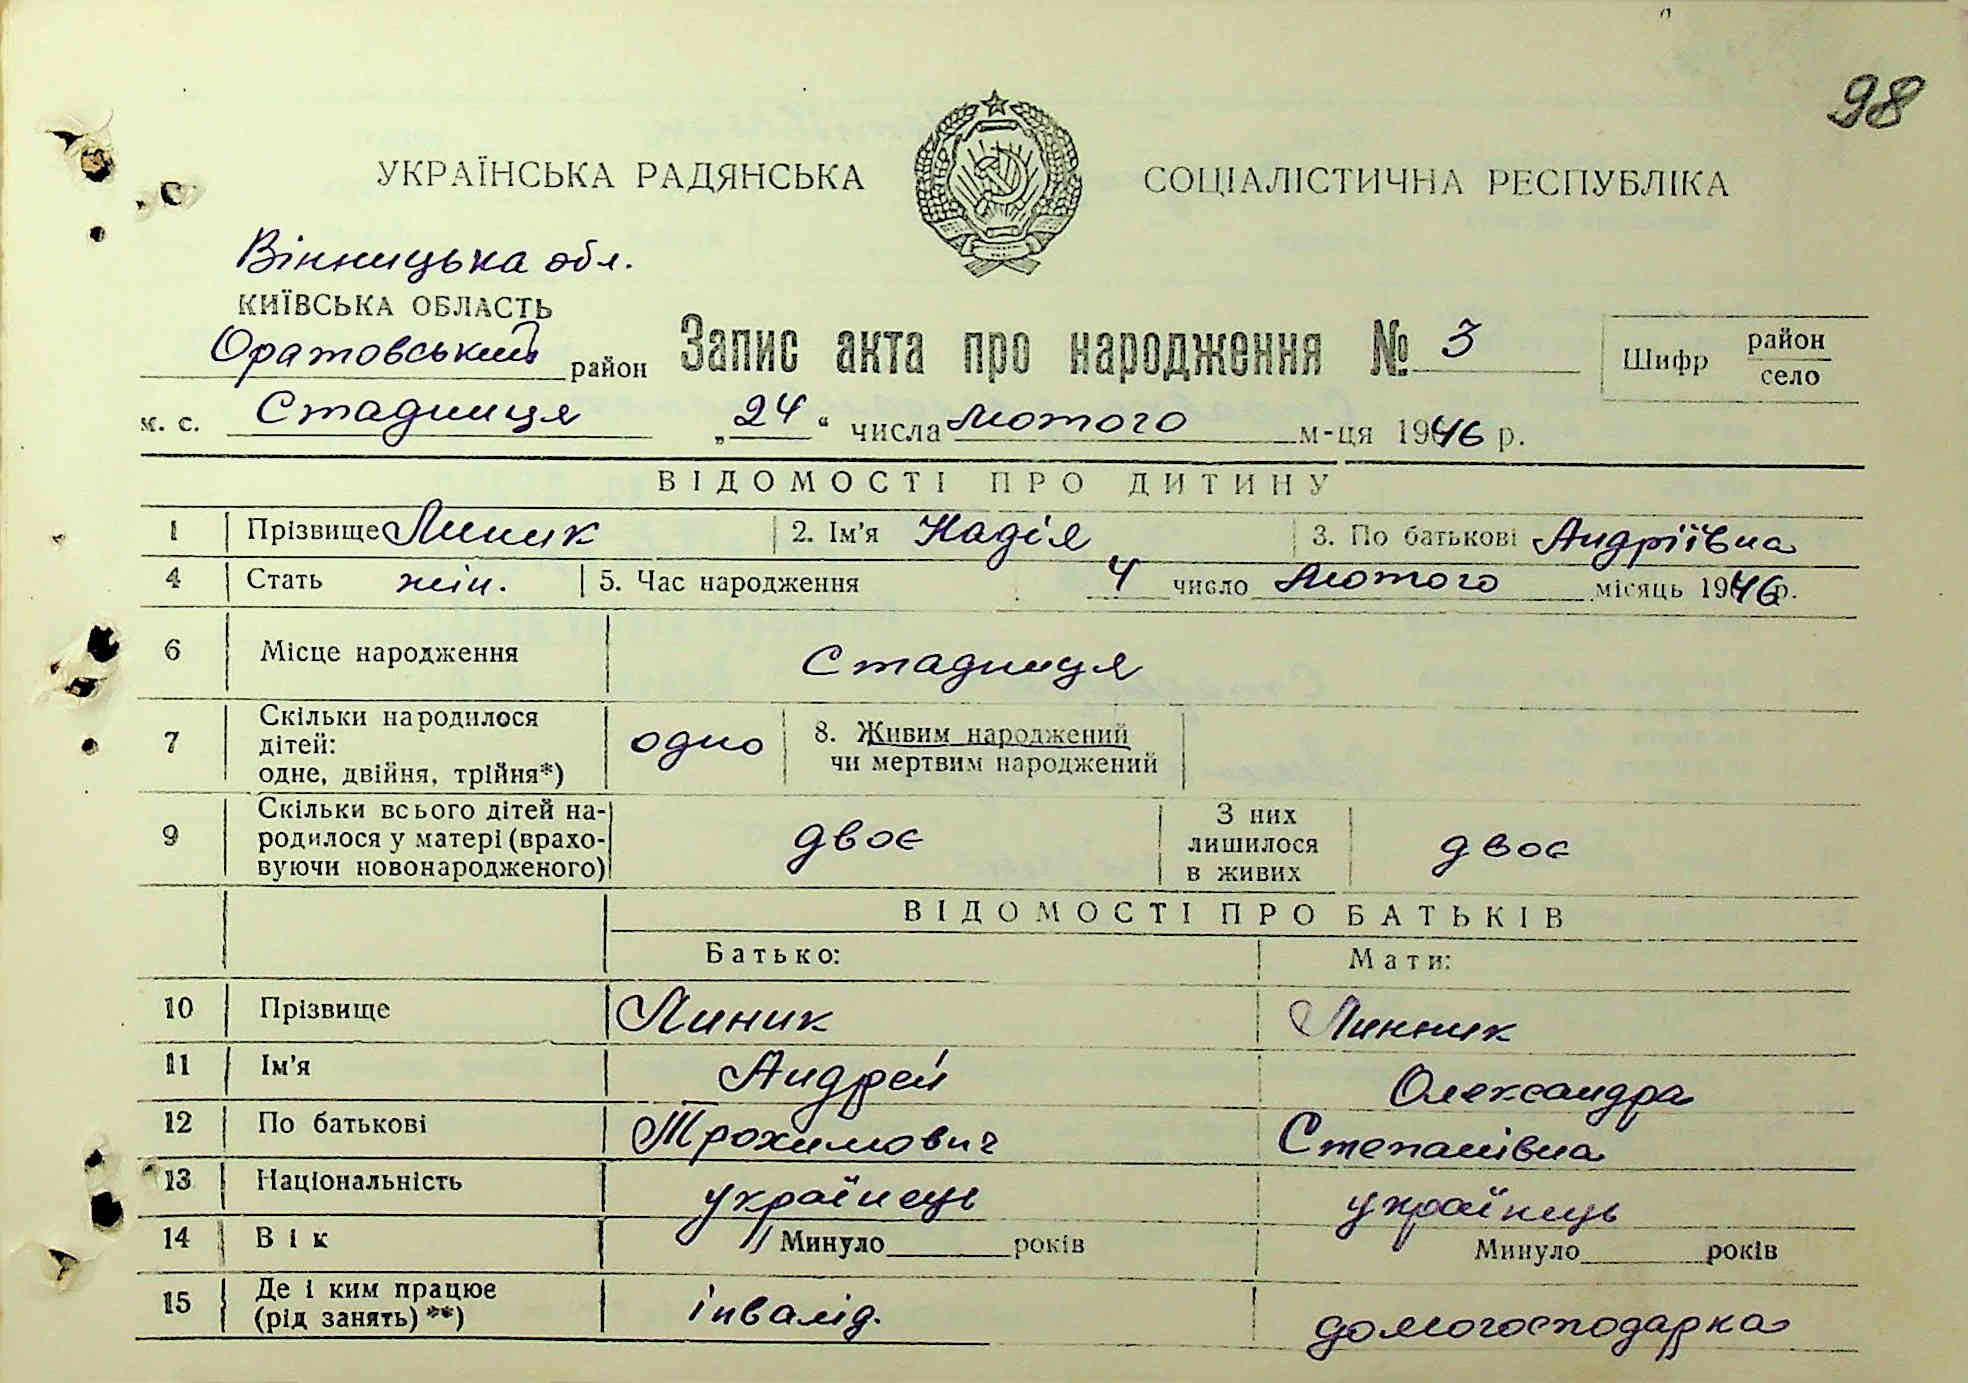 98
УКРАЇНСЬКА РАДЯНСЬКА СОЦІАЛІСТИЧНА РЕСПУБЛІКА
Вінницька обл.
КИЇВСЬКА ОБЛАСТЬ
Оратовський район Запис акта про народження № 3 Шифр район село
м. с. Стадниця „24“ числа лютого м-ця 1946 р.
ВІДОМОСТІ ПРО ДИТИНУ
1 Прізвище Линик 2. Ім'я Надія 3. По батькові Андріївна
4 Стать жін. 5. Час народження 4 число лютого місяць 1946 р.
6 Місце народження Стадниця
7 Скільки народилося
дітей:
одне, двійня, трійня*) одно 8. Живим народжений
чи мертвим народжений
9 Скільки всього дітей на-
родилося у матері (врахо-
вуючи новонародженого) двоє З них
лишилося
в живих двоє
ВІДОМОСТІ ПРО БАТЬКІВ
Батько: Мати:
10 Прізвище Линик Линник
11 Ім'я Андрей Олександра
12 По батькові Трохимович Степанівна
13 Національність українець українець
14 Вік Минуло років Минуло років
15 Де і ким працює
(рід занять) **) інвалід. домогосподарка